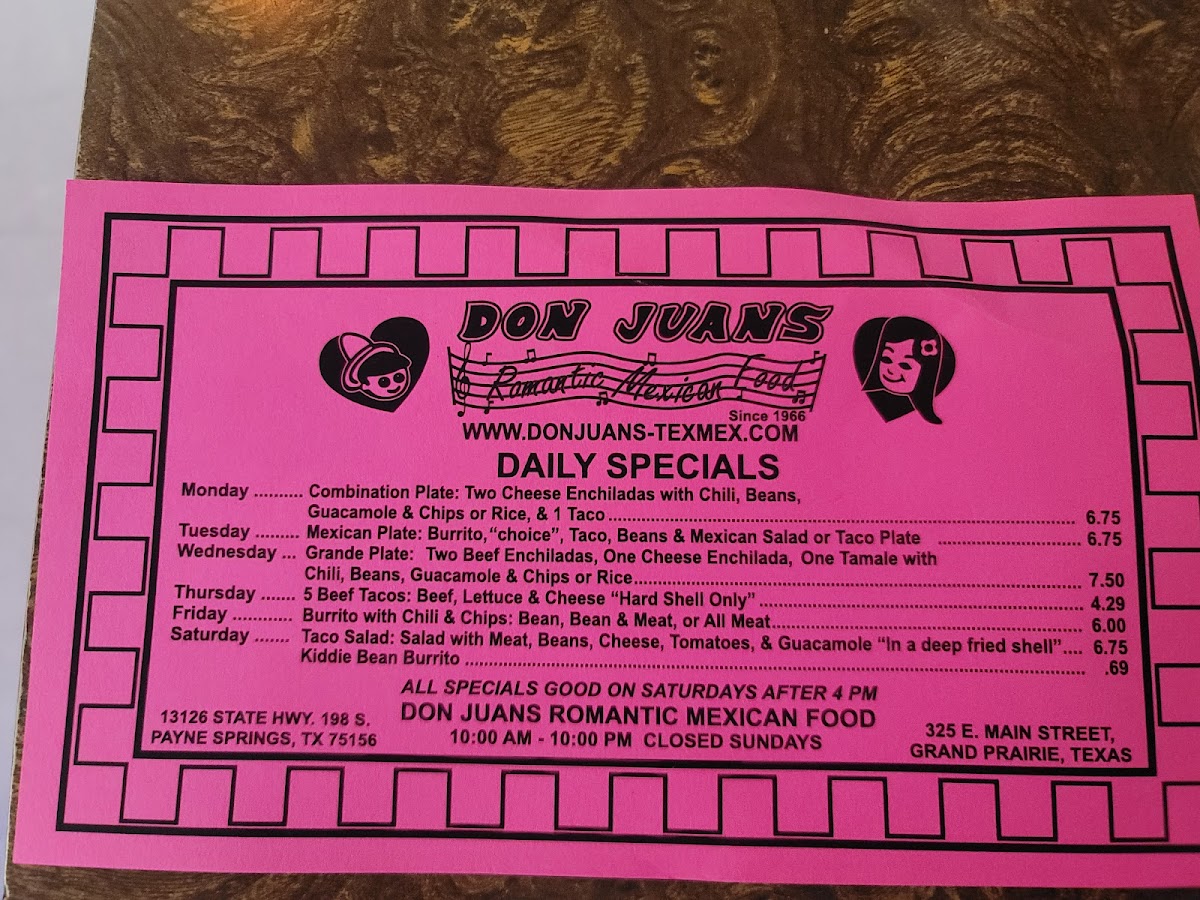 DON JUANS
Romantic Mexican Food
Since 1966
WWW.DONJUANS-TEXMEX.COM
DAILY SPECIALS
Monday .......... Combination Plate: Two Cheese Enchiladas with Chili, Beans,
Guacamole & Chips or Rice, & 1 Taco ........ 6.75
Tuesday ......... Mexican Plate: Burrito,"choice", Taco, Beans & Mexican Salad or Taco Plate ........ 6.75
Wednesday ... Grande Plate: Two Beef Enchiladas, One Cheese Enchilada, One Tamale with
Chili, Beans, Guacamole & Chips or Rice........ 7.50
Thursday ....... 5 Beef Tacos: Beef, Lettuce & Cheese "Hard Shell Only" ........ 4.29
Friday ............ Burrito with Chili & Chips: Bean, Bean & Meat, or All Meat........ 6.00
Saturday ....... Taco Salad: Salad with Meat, Beans, Cheese, Tomatoes, & Guacamole "In a deep fried shell".... 6.75
Kiddie Bean Burrito ........ .69
ALL SPECIALS GOOD ON SATURDAYS AFTER 4 PM
DON JUANS ROMANTIC MEXICAN FOOD
10:00 AM - 10:00 PM CLOSED SUNDAYS
13126 STATE HWY. 198 S.
PAYNE SPRINGS, TX 75156
325 E. MAIN STREET,
GRAND PRAIRIE, TEXAS